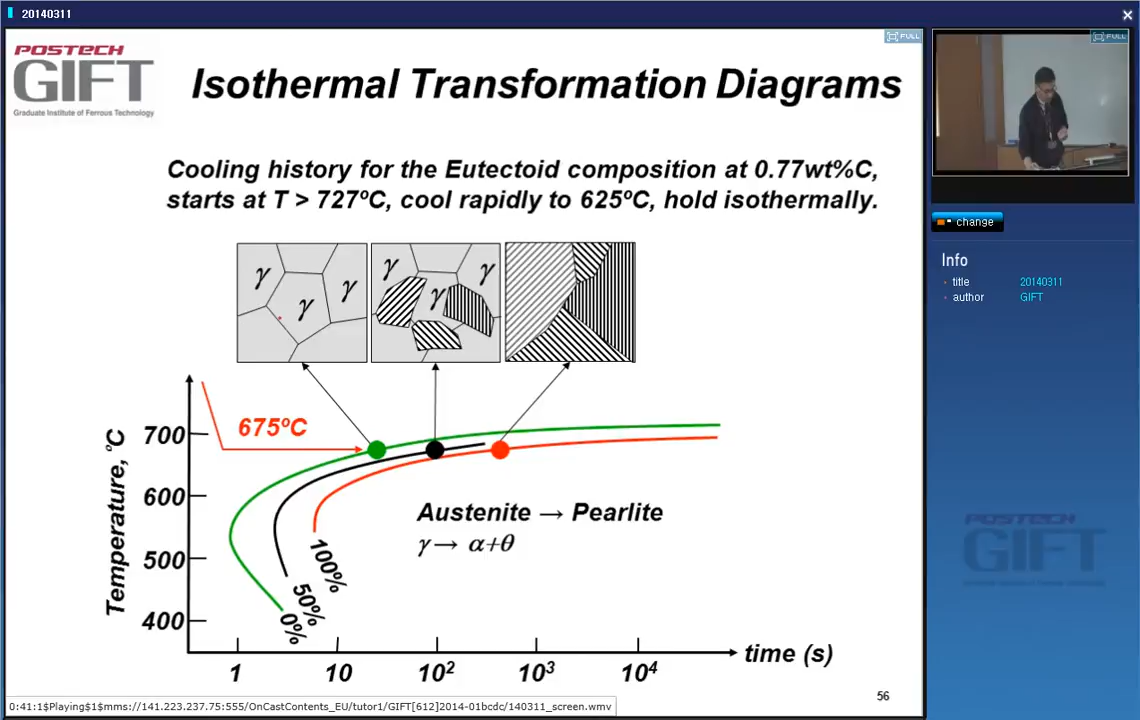 20140311
FULL
FULL
POSTECH
GIFT
Graduate Institute of Ferrous Technology
Isothermal Transformation Diagrams
Cooling history for the Eutectoid composition at 0.77wt%C,
starts at T > 727ºC, cool rapidly to 625ºC, hold isothermally.
γ γ γ
γ γ γ
675ºC
Temperature, °C
700
600
500
400
Austenite → Pearlite
γ → α+θ
100%
50%
0%
1 10 10² 10³ 10⁴
time (s)
56
0:41:1$Playing$1$mms://141.223.237.75:555/OnCastContents_EU/tutor1/GIFT[612]2014-01bcdc/140311_screen.wmv
change
Info
title 20140311
author GIFT
POSTECH
GIFT